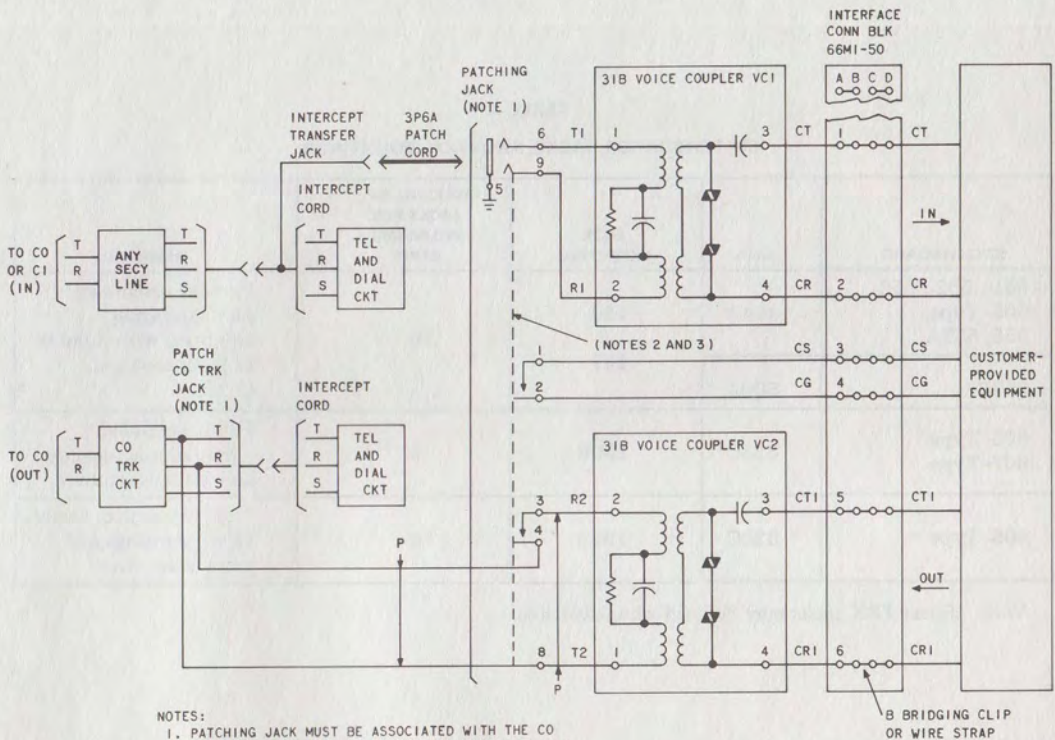 INTERFACE
CONN BLK
66M1-50
A B C D
PATCHING
JACK
(NOTE 1)
31B VOICE COUPLER VC1
INTERCEPT
TRANSFER
JACK
3P6A
PATCH
CORD
6 T1 1
9
5
3 CT 1 CT
INTERCEPT
CORD
IN
TO CO
OR CI
(IN)
T
R
ANY
SECY
LINE
T
R
S
T
R
S
TEL
AND
DIAL
CKT
R1 2
4 CR 2 CR
(NOTES 2 AND 3)
1
CS 3 CS
2
CG 4 CG
CUSTOMER-
PROVIDED
EQUIPMENT
PATCH
CO TRK
JACK
(NOTE 1)
INTERCEPT
CORD
31B VOICE COUPLER VC2
TO CO
(OUT)
T
R
CO
TRK
CKT
T
R
S
T
R
S
TEL
AND
DIAL
CKT
3 R2 2
4
3 CT1 5 CT1
P
OUT
8 T2 1
P
4 CR1 6 CR1
B BRIDGING CLIP
OR WIRE STRAP
NOTES:
1. PATCHING JACK MUST BE ASSOCIATED WITH THE CO